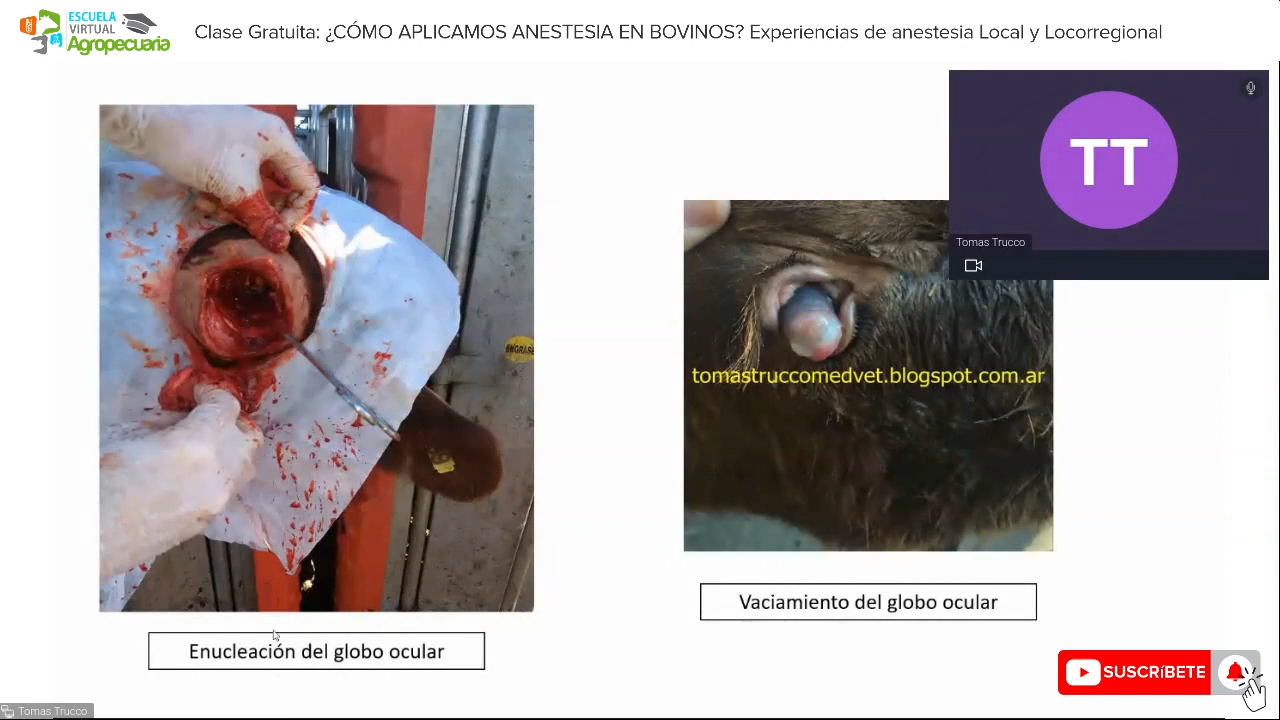 ESCUELA
VIRTUAL
Agropecuaria
Clase Gratuita: ¿CÓMO APLICAMOS ANESTESIA EN BOVINOS? Experiencias de anestesia Local y Locorregional
TT
Tomas Trucco
ENGRASE
tomastruccomedvet.blogspot.com.ar
Enucleación del globo ocular
Vaciamiento del globo ocular
SUSCRíBETE
Tomas Trucco